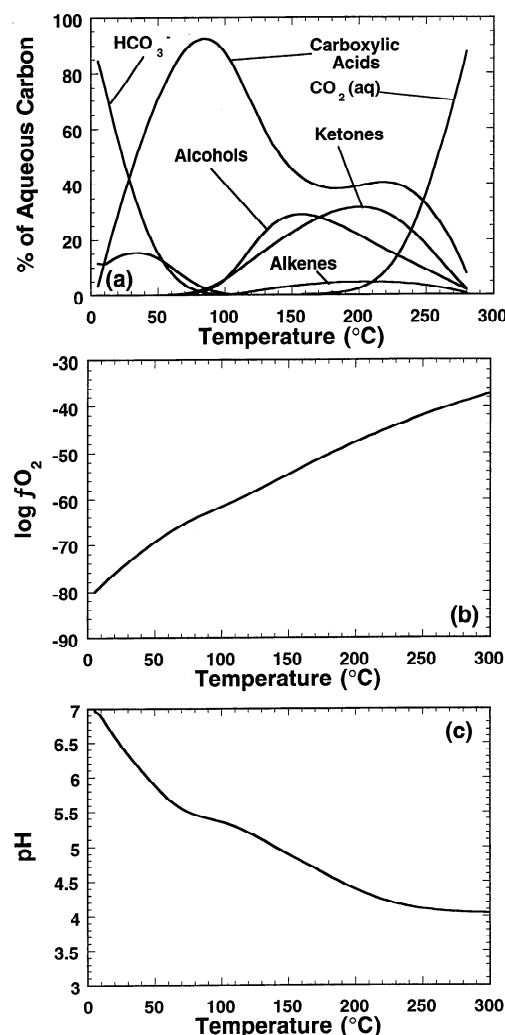 100
80
60
40
20
0
% of Aqueous Carbon
HCO3-
Carboxylic
Acids
CO2 (aq)
Ketones
Alcohols
Alkenes
(a)
0 50 100 150 200 250 300
Temperature (°C)
-30
-40
-50
-60
-70
-80
-90
log ƒO2
(b)
0 50 100 150 200 250 300
Temperature (°C)
7
6.5
6
5.5
5
4.5
4
3.5
3
pH
(c)
0 50 100 150 200 250 300
Temperature (°C)